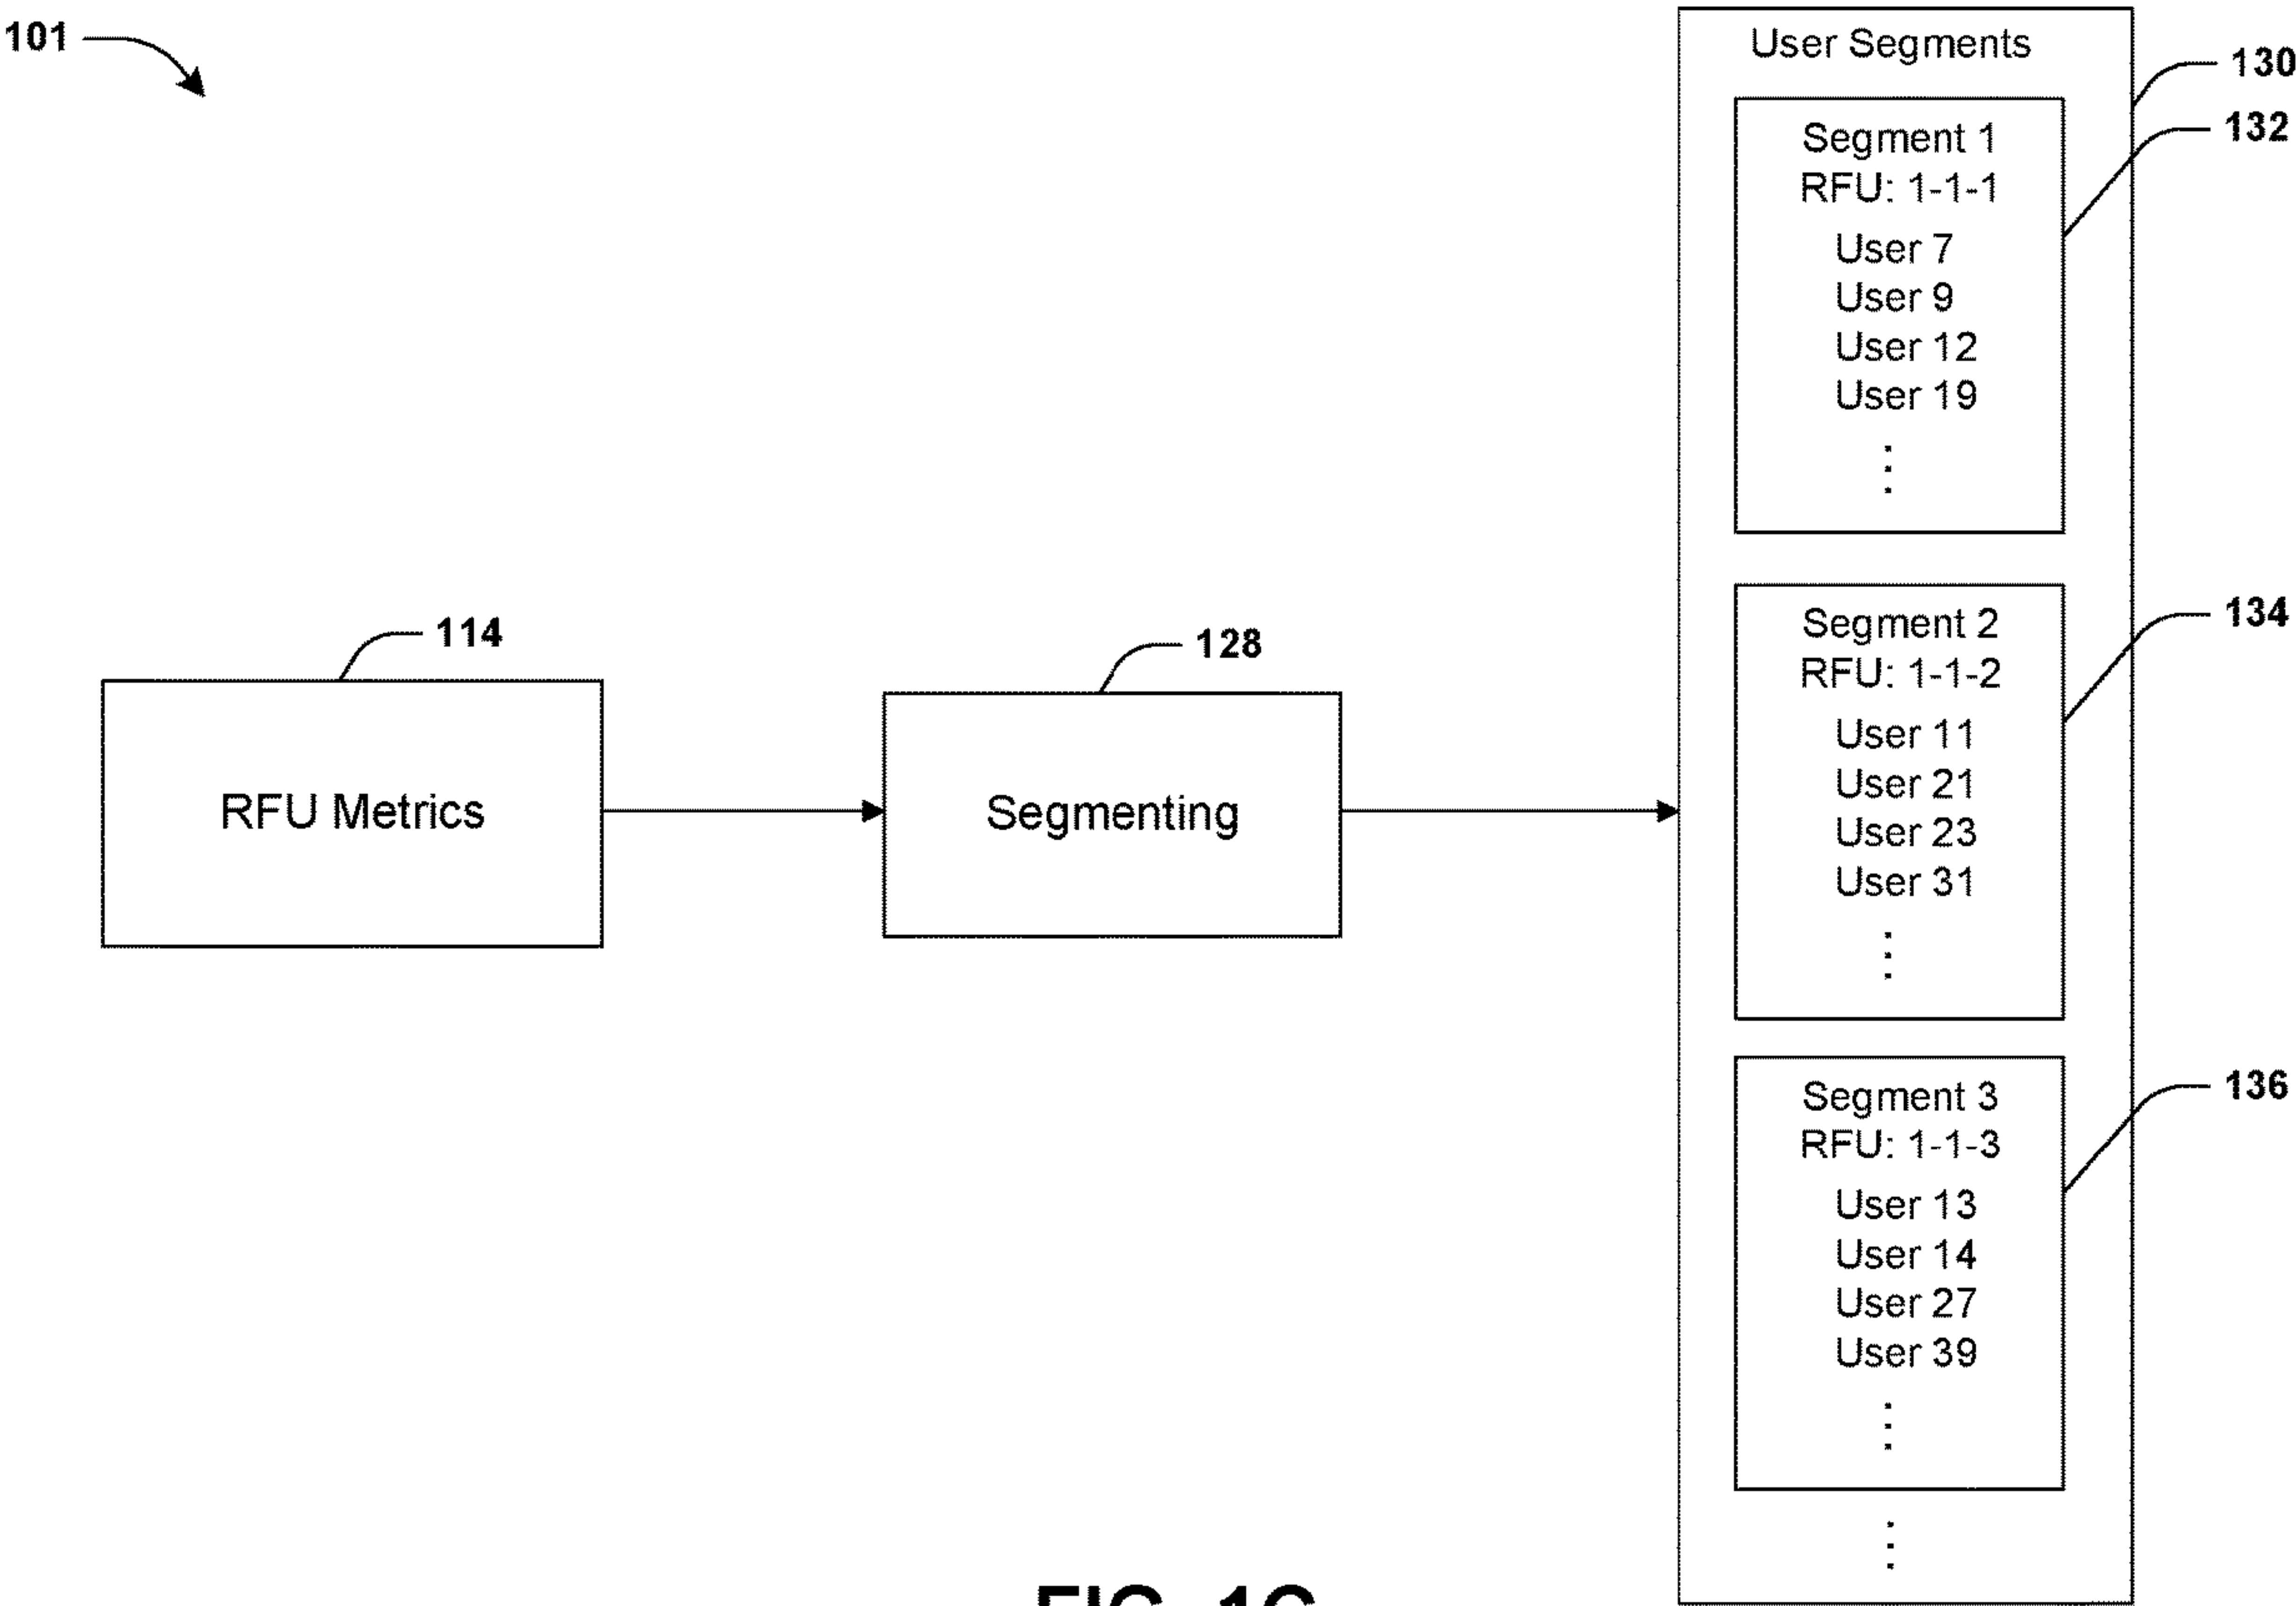 101
User Segments
130
Segment 1
RFU: 1-1-1
132
User 7
User 9
User 12
User 19
114
RFU Metrics
128
Segmenting
Segment 2
RFU: 1-1-2
134
User 11
User 21
User 23
User 31
Segment 3
RFU: 1-1-3
136
User 13
User 14
User 27
User 39
FIG. 1C